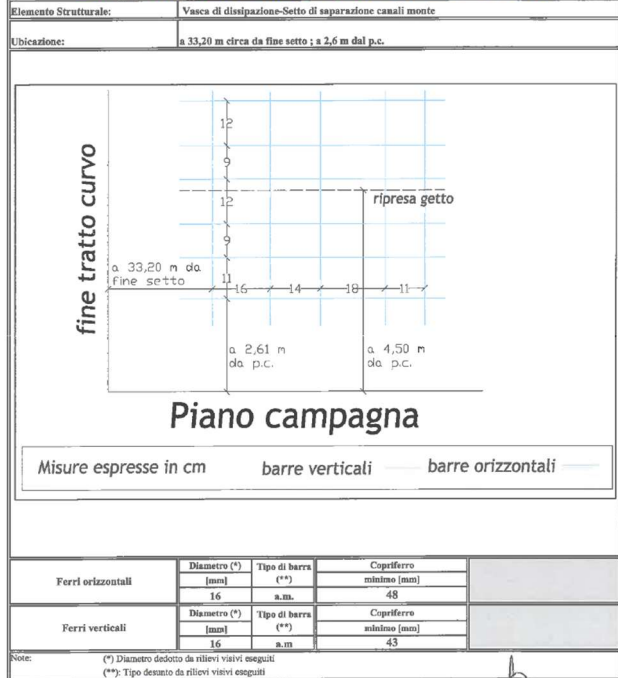 Elemento Strutturale: Vasca di dissipazione-Setto di saparazione canali monte
Ubicazione: a 33,20 m circa da fine setto ; a 2,6 m dal p.c.
fine tratto curvo
12
9
12
ripresa getto
9
a 33,20 m da
fine setto
11
16 14 18 11
a 2,61 m
da p.c.
a 4,50 m
da p.c.
Piano campagna
Misure espresse in cm barre verticali barre orizzontali
Ferri orizzontali
Diametro (*) Tipo di barra Copriferro
[mm] (**) minimo [mm]
16 a.m. 48
Ferri verticali
Diametro (*) Tipo di barra Copriferro
[mm] (**) minimo [mm]
16 a.m 43
Note: (*) Diametro dedotto da rilievi visivi eseguiti
(**): Tipo desunto da rilievi visivi eseguiti